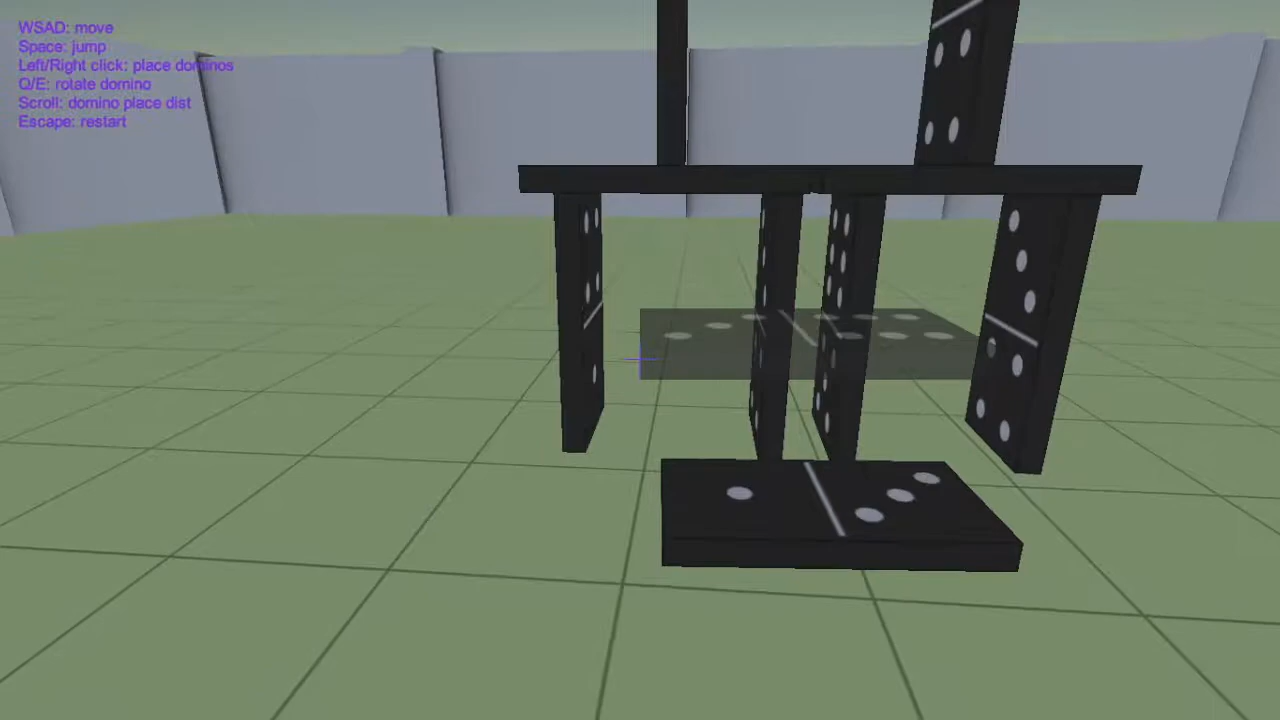 WSAD: move
Space: jump
Left/Right click: place dominos
Q/E: rotate domino
Scroll: domino place dist
Escape: restart